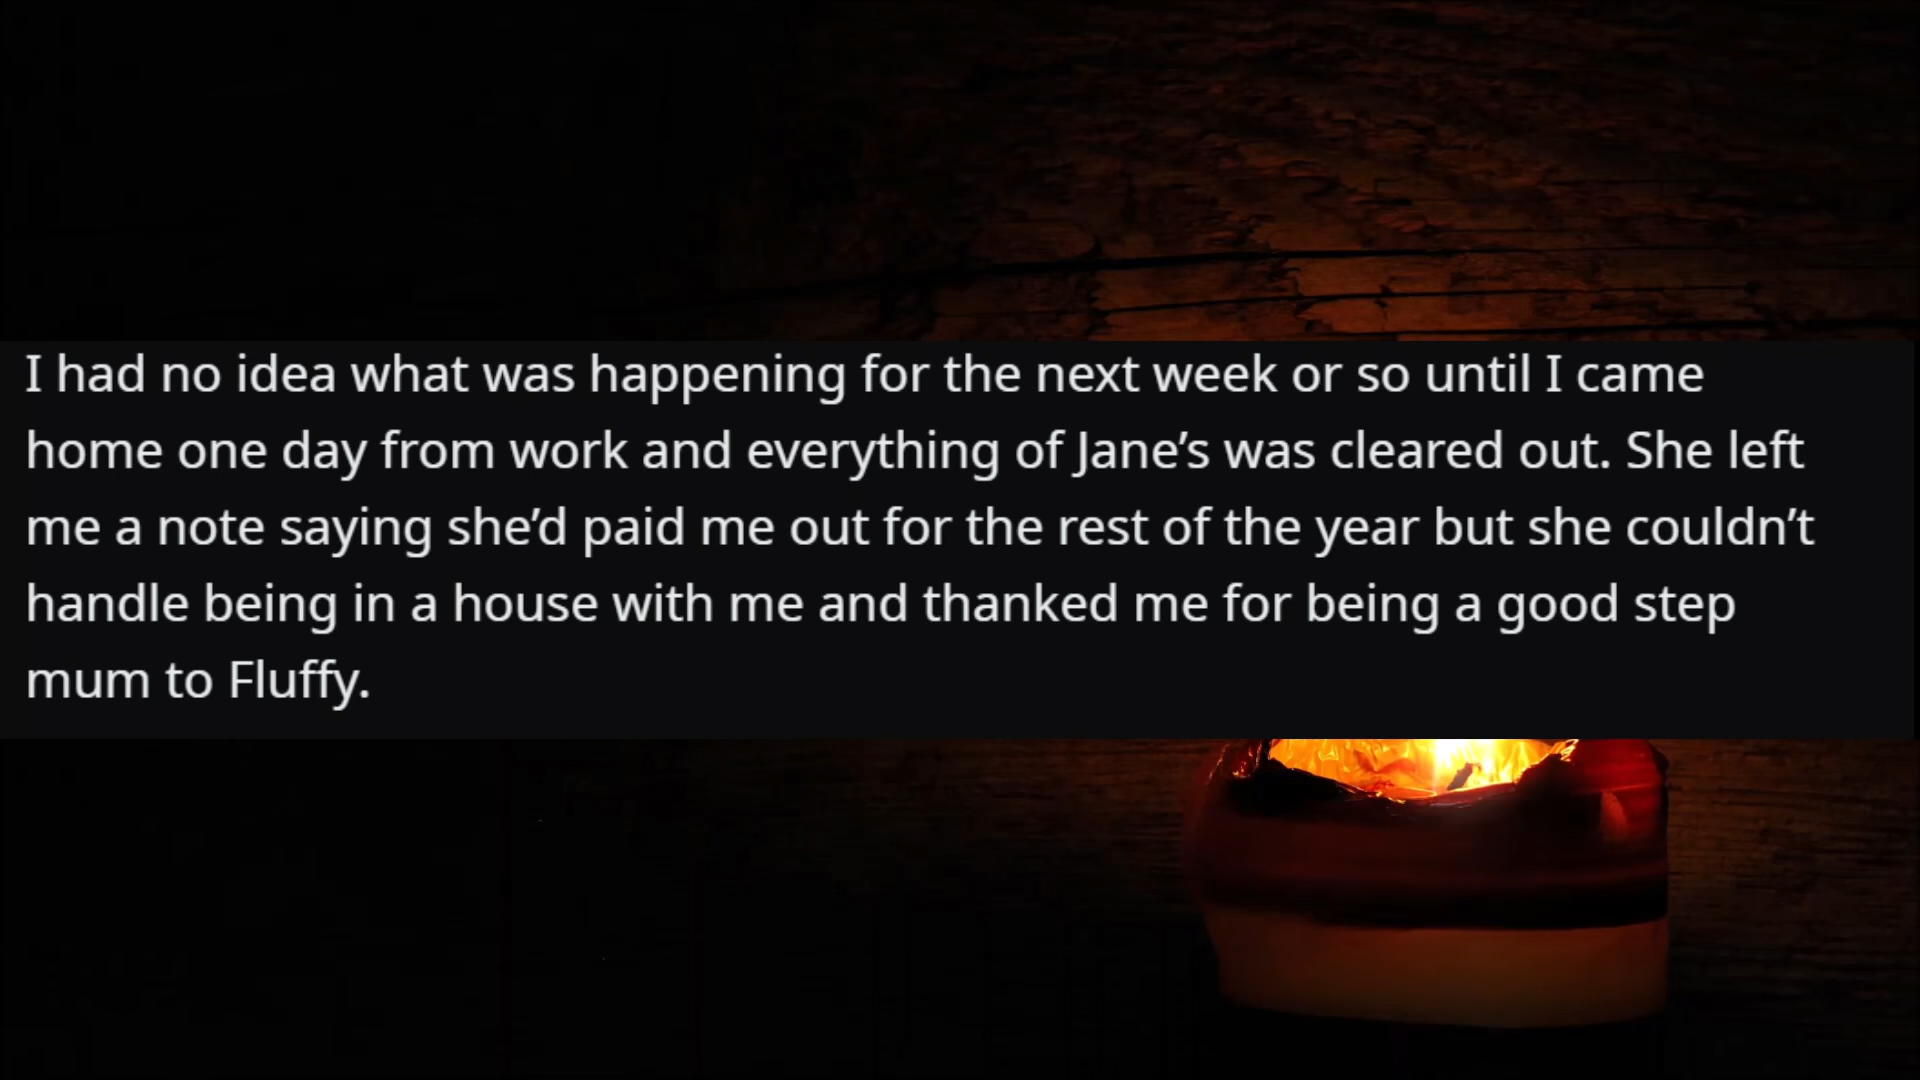 I had no idea what was happening for the next week or so until I came
home one day from work and everything of Jane’s was cleared out. She left
me a note saying she’d paid me out for the rest of the year but she couldn’t
handle being in a house with me and thanked me for being a good step
mum to Fluffy.